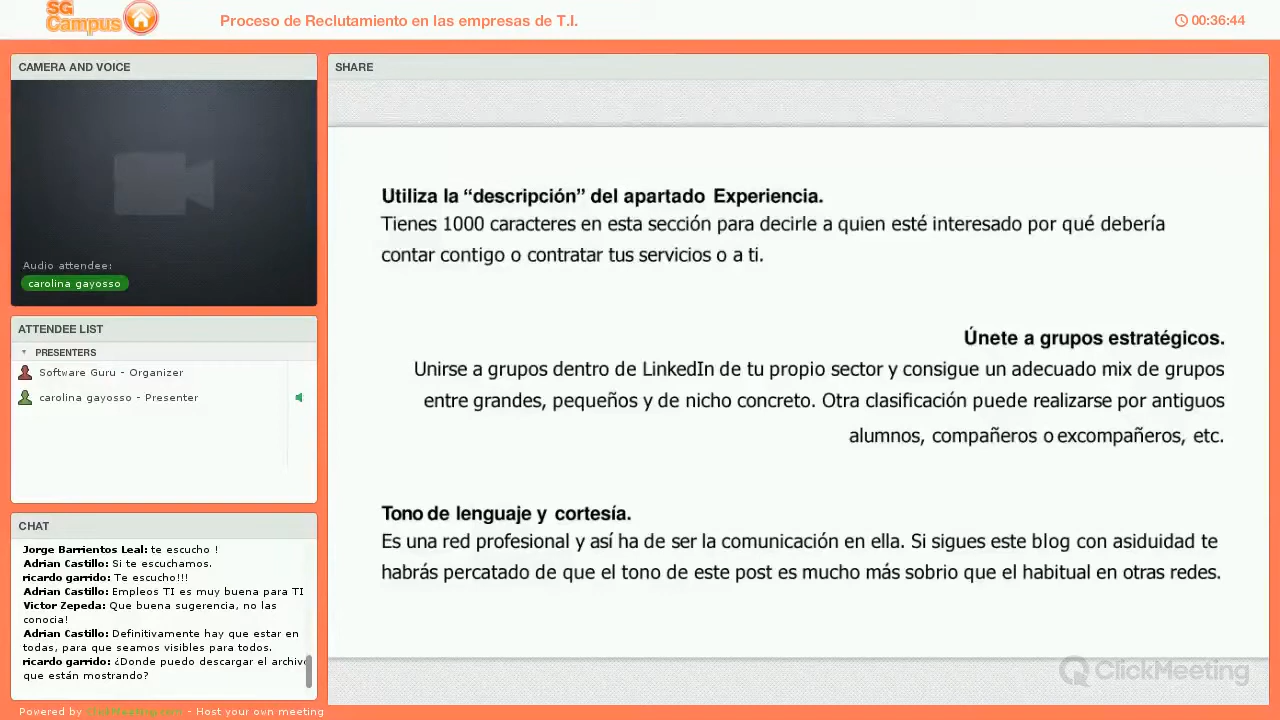 SG
Campus
Proceso de Reclutamiento en las empresas de T.I.
00:36:44
CAMERA AND VOICE
Audio attendee:
carolina gayosso
ATTENDEE LIST
PRESENTERS
Software Guru - Organizer
carolina gayosso - Presenter
CHAT
Jorge Barrientos Leal: te escucho !
Adrian Castillo: Si te escuchamos.
ricardo garrido: Te escucho!!!
Adrian Castillo: Empleos TI es muy buena para TI
Victor Zepeda: Que buena sugerencia, no las
conocia!
Adrian Castillo: Definitivamente hay que estar en
todas, para que seamos visibles para todos.
ricardo garrido: ¿Donde puedo descargar el archivo
que están mostrando?
Powered by ClickMeeting.com - Host your own meeting
SHARE
Utiliza la “descripción” del apartado Experiencia.
Tienes 1000 caracteres en esta sección para decirle a quien esté interesado por qué debería
contar contigo o contratar tus servicios o a ti.
Únete a grupos estratégicos.
Unirse a grupos dentro de LinkedIn de tu propio sector y consigue un adecuado mix de grupos
entre grandes, pequeños y de nicho concreto. Otra clasificación puede realizarse por antiguos
alumnos, compañeros o excompañeros, etc.
Tono de lenguaje y cortesía.
Es una red profesional y así ha de ser la comunicación en ella. Si sigues este blog con asiduidad te
habrás percatado de que el tono de este post es mucho más sobrio que el habitual en otras redes.
ClickMeeting